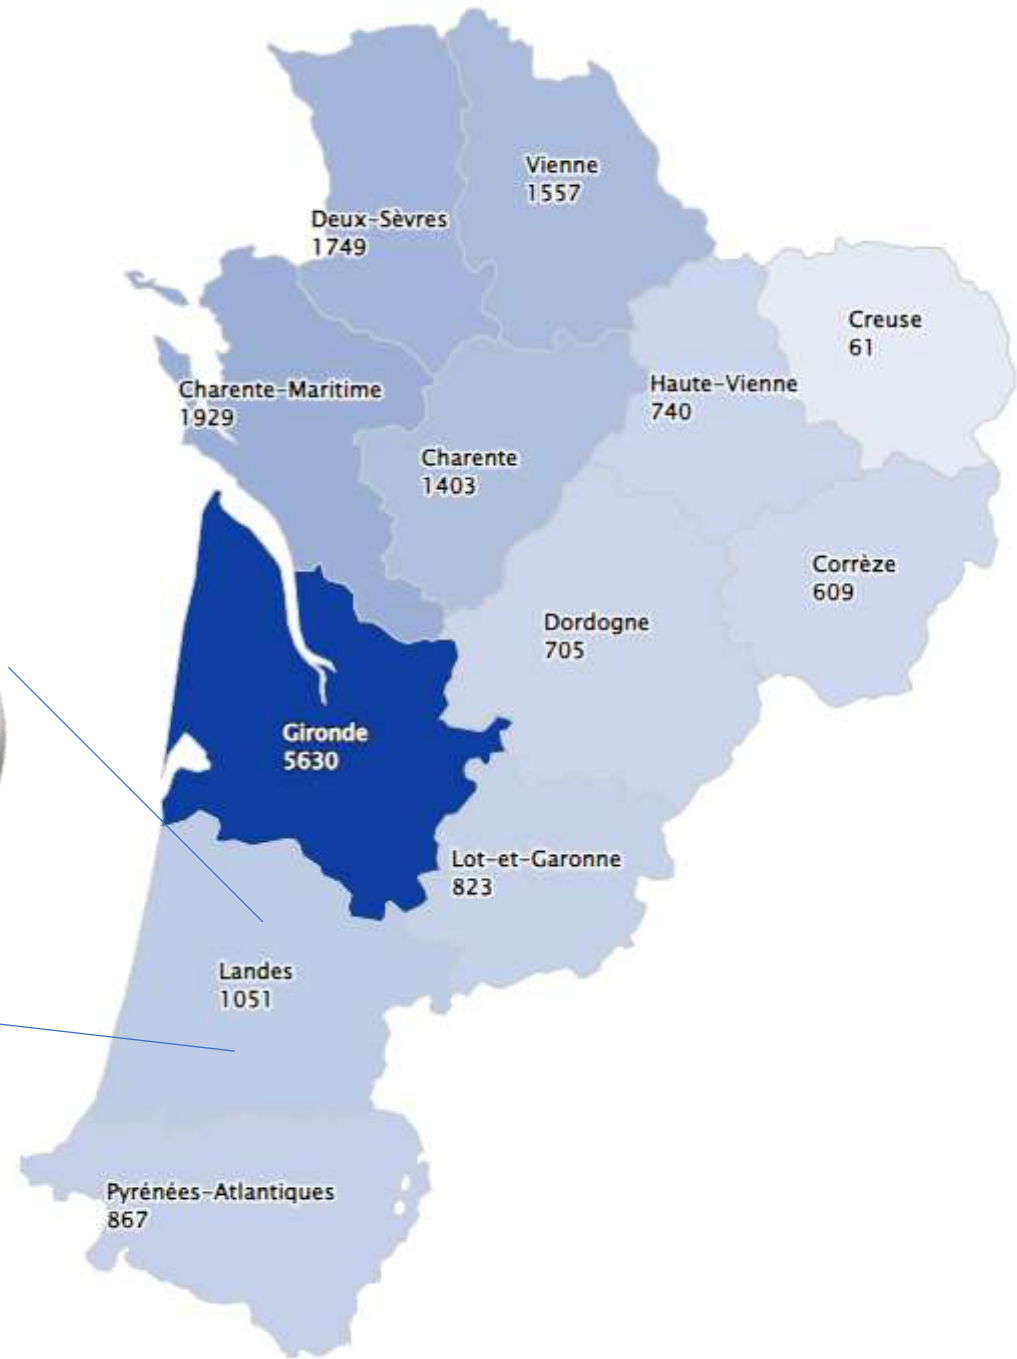 Vienne
1557
Deux-Sèvres
1749
Creuse
61
Haute-Vienne
740
Charente-Maritime
1929
Charente
1403
Corrèze
609
Dordogne
705
Gironde
5630
Lot-et-Garonne
823
Landes
1051
Pyrénées-Atlantiques
867